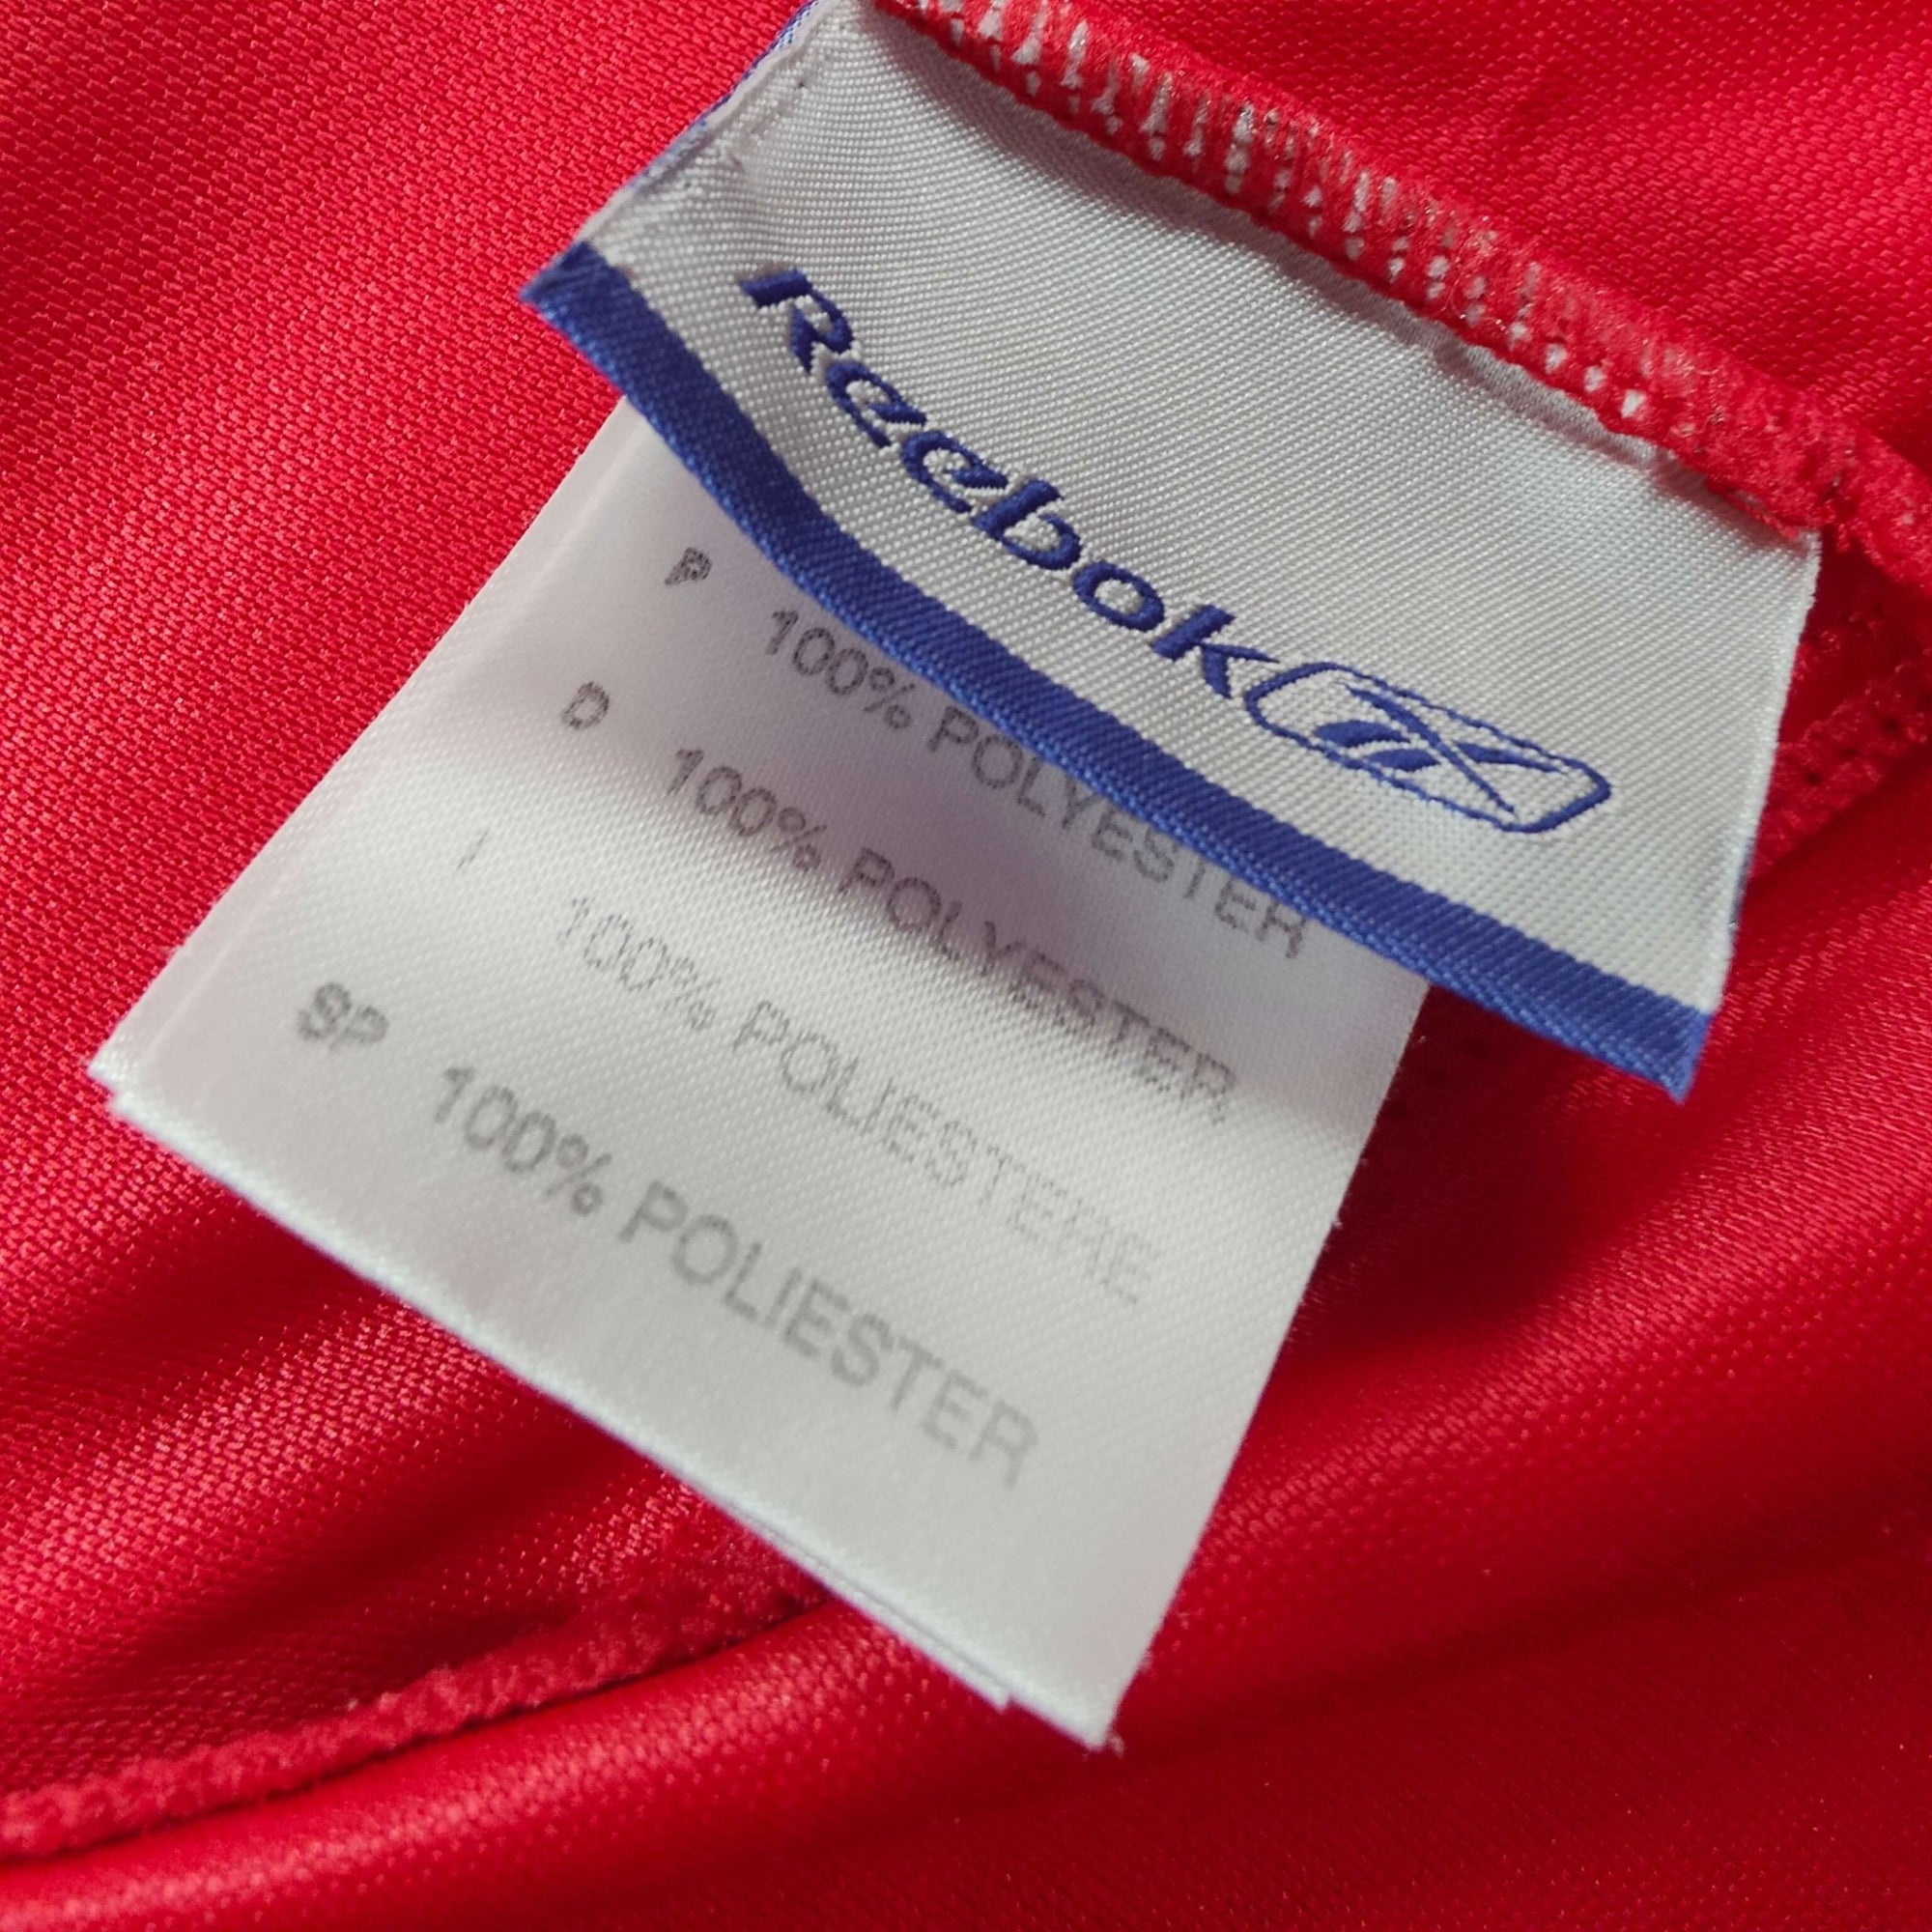 Reebok
P 100% POLYESTER
D 100% POLYESTER
I 100% POLIESTERE
SP 100% POLIESTER